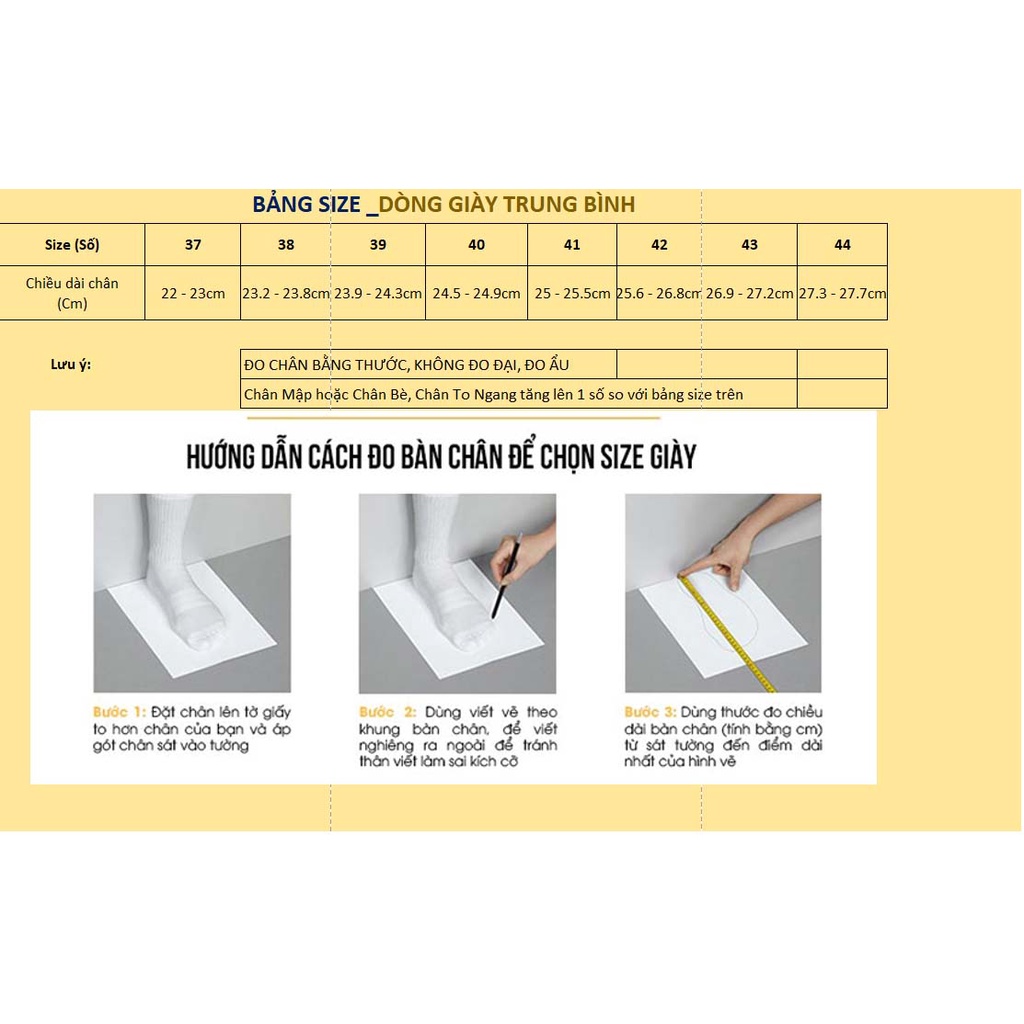 BẢNG SIZE _DÒNG GIÀY TRUNG BÌNH
Size (Số) 37 38 39 40 41 42 43 44
Chiều dài chân (Cm) 22 - 23cm 23.2 - 23.8cm 23.9 - 24.3cm 24.5 - 24.9cm 25 - 25.5cm 25.6 - 26.8cm 26.9 - 27.2cm 27.3 - 27.7cm
Lưu ý: ĐO CHÂN BẰNG THƯỚC, KHÔNG ĐO ĐẠI, ĐO ẨU
Chân Mập hoặc Chân Bè, Chân To Ngang tăng lên 1 số so với bảng size trên
HƯỚNG DẪN CÁCH ĐO BÀN CHÂN ĐỂ CHỌN SIZE GIÀY
Bước 1: Đặt chân lên tờ giấy
to hơn chân của bạn và áp
gót chân sát vào tường
Bước 2: Dùng viết vẽ theo
khung bàn chân, để viết
nghiêng ra ngoài để tránh
thân viết làm sai kích cỡ
Bước 3: Dùng thước đo chiều
dài bàn chân (tính bằng cm)
từ sát tường đến điểm dài
nhất của hình vẽ